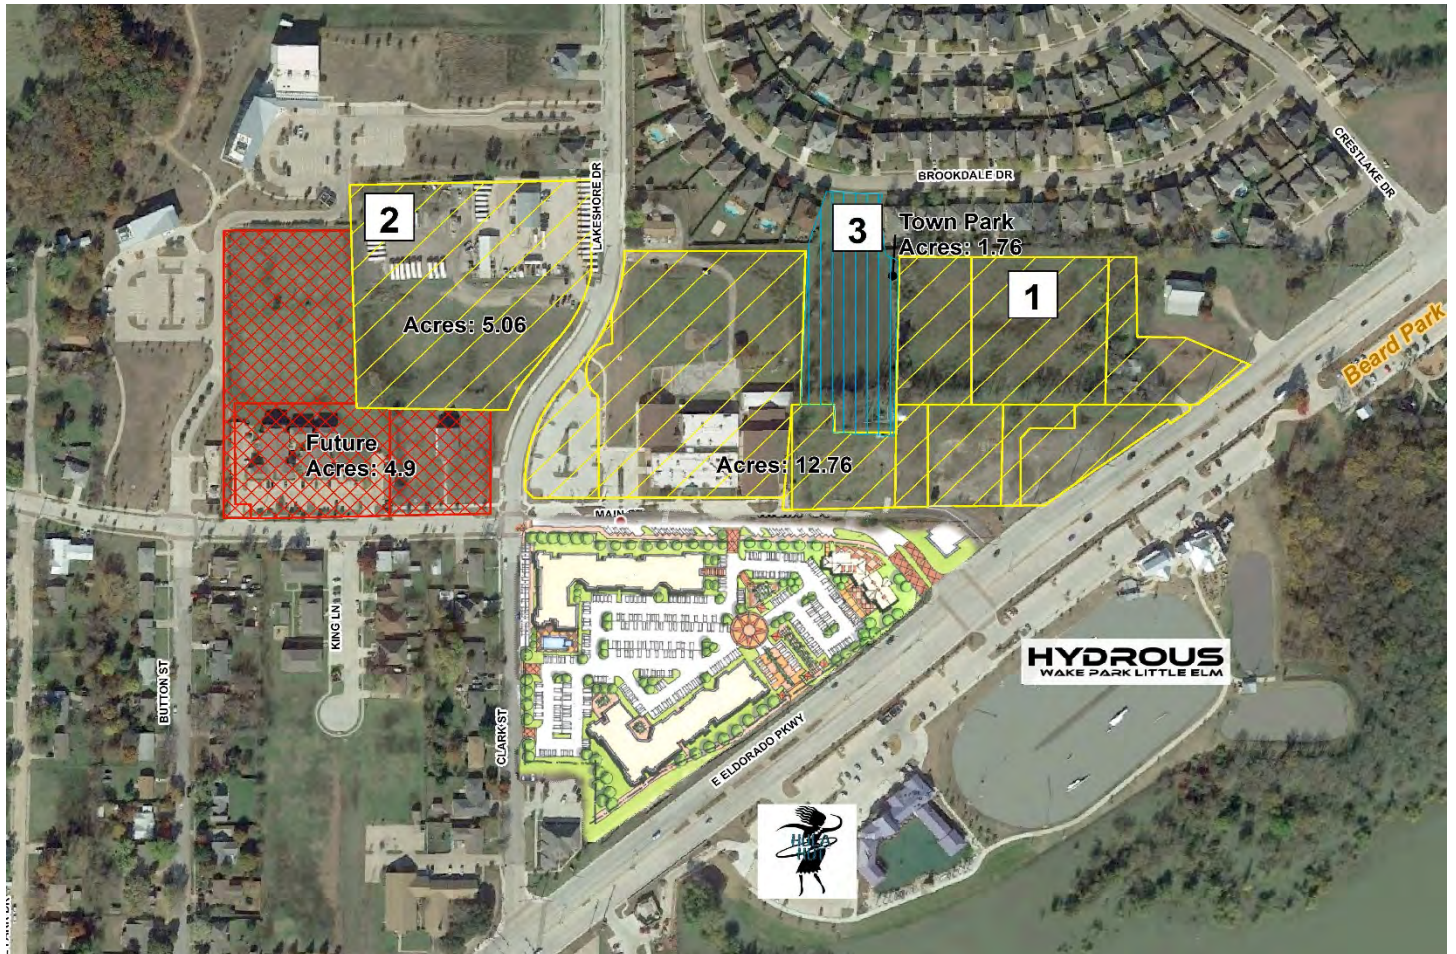 CRESTLAKE DR
BROOKDALE DR
2
LAKESHORE DR
3
Town Park
Acres: 1.76
1
Acres: 5.06
Beard Park
Future
Acres: 4.9
Acres: 12.76
MAIN
KING LN
BUTTON ST
CLARK ST
HYDROUS
WAKE PARK LITTLE ELM
E ELDORADO PKWY
HULA
HUT